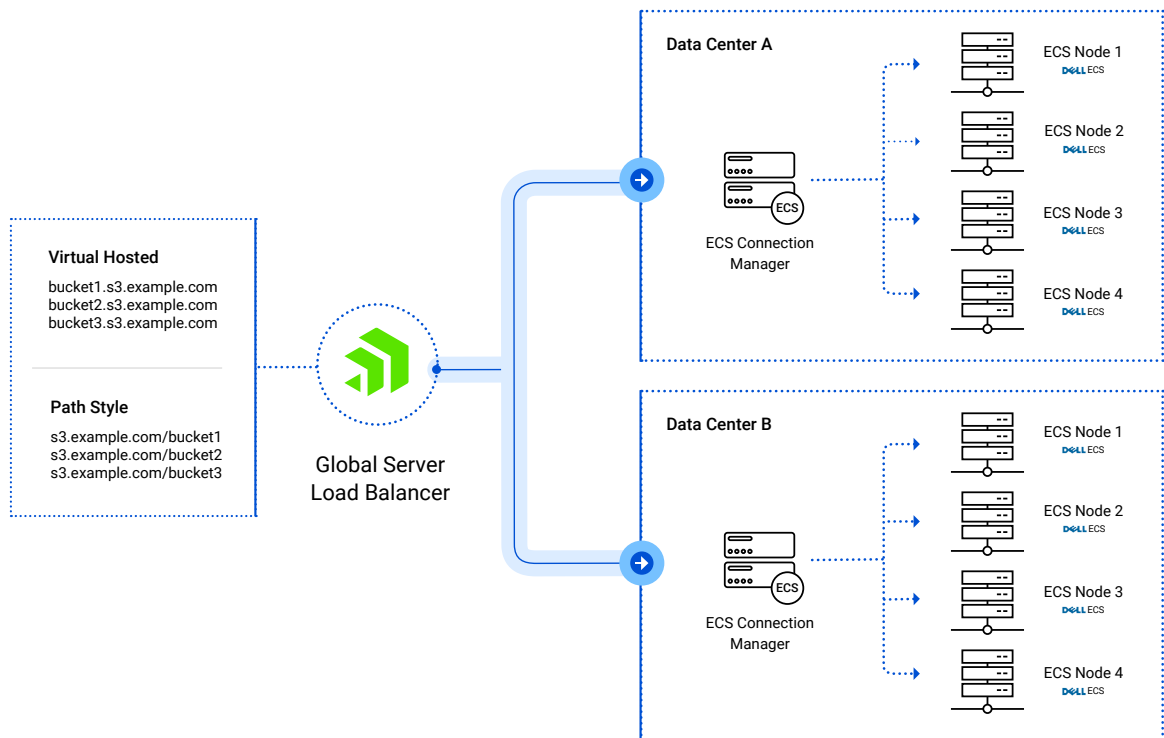 Virtual Hosted
bucket1.s3.example.com
bucket2.s3.example.com
bucket3.s3.example.com
Path Style
s3.example.com/bucket1
s3.example.com/bucket2
s3.example.com/bucket3
Global Server
Load Balancer
Data Center A
ECS
ECS Connection
Manager
ECS Node 1
DELL ECS
ECS Node 2
DELL ECS
ECS Node 3
DELL ECS
ECS Node 4
DELL ECS
Data Center B
ECS
ECS Connection
Manager
ECS Node 1
DELL ECS
ECS Node 2
DELL ECS
ECS Node 3
DELL ECS
ECS Node 4
DELL ECS